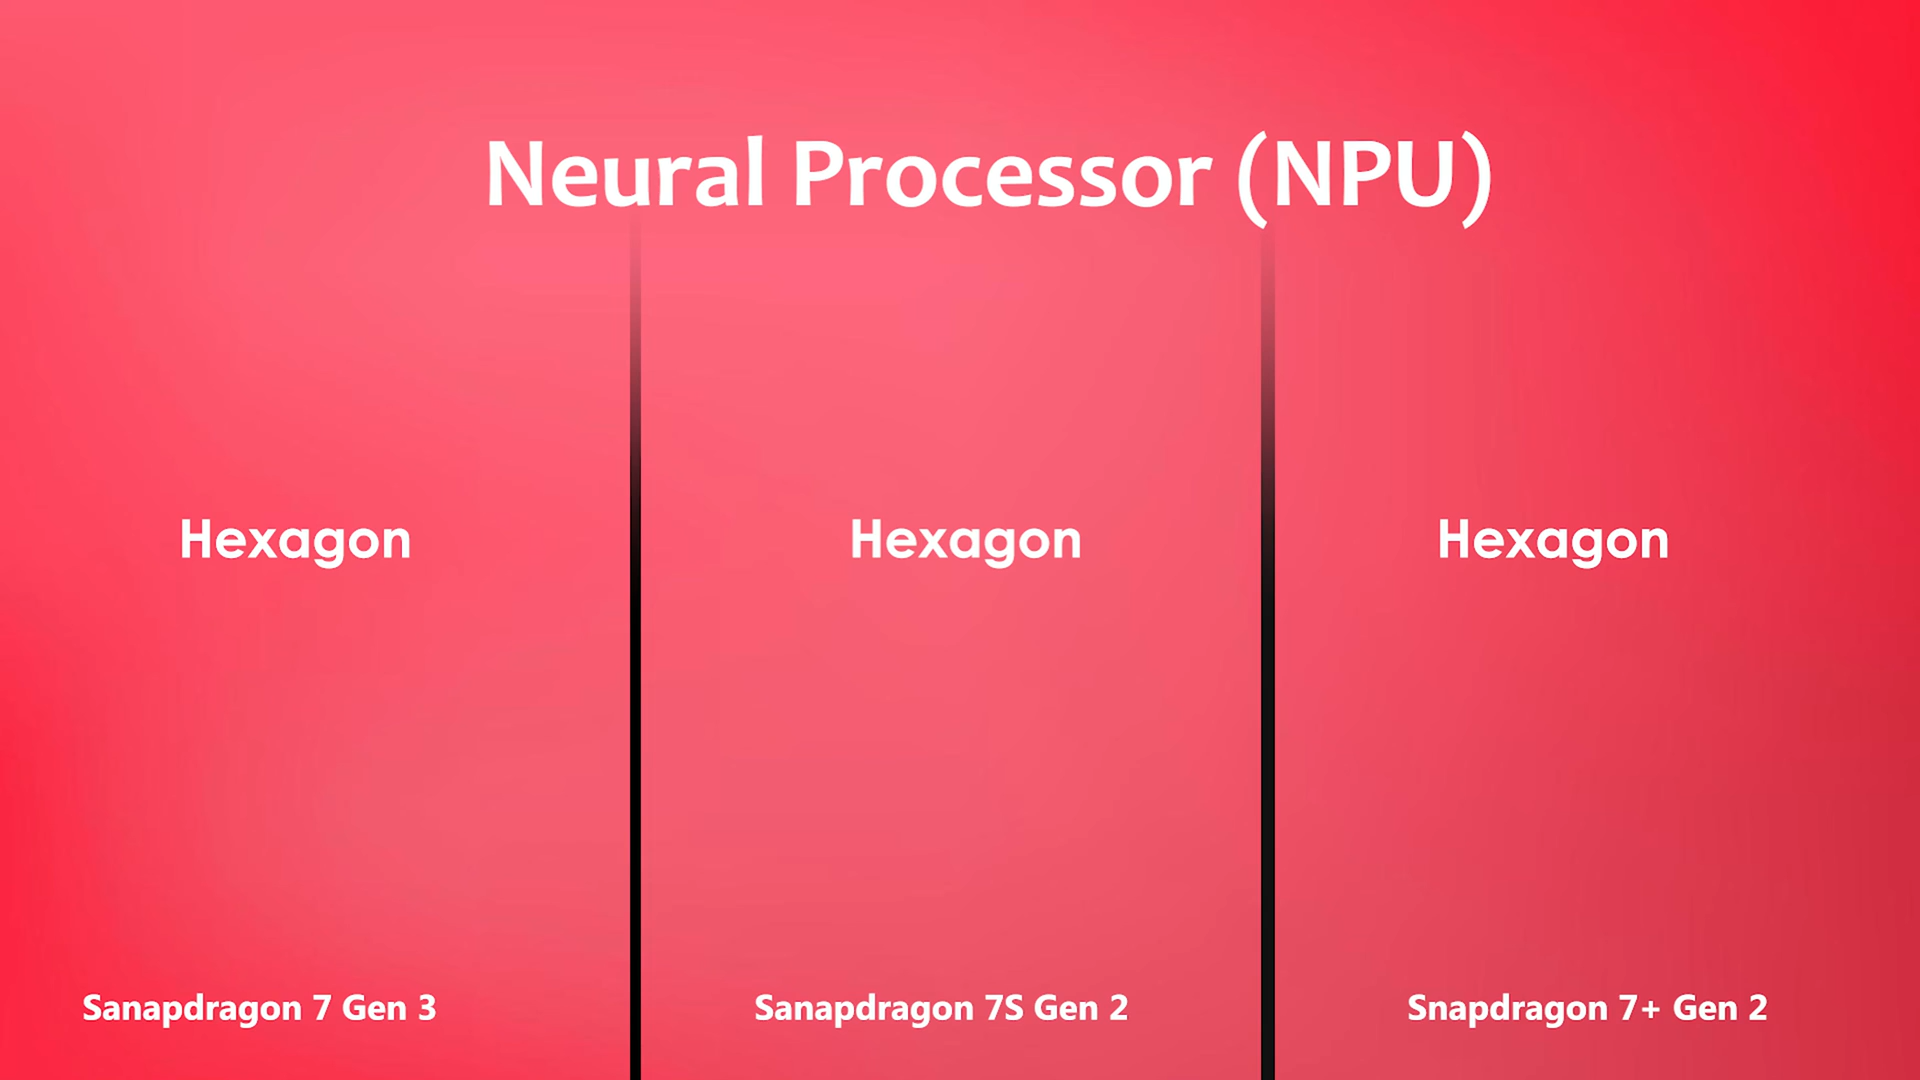 Neural Processor (NPU)
Hexagon
Hexagon
Hexagon
Sanapdragon 7 Gen 3
Sanapdragon 7S Gen 2
Snapdragon 7+ Gen 2